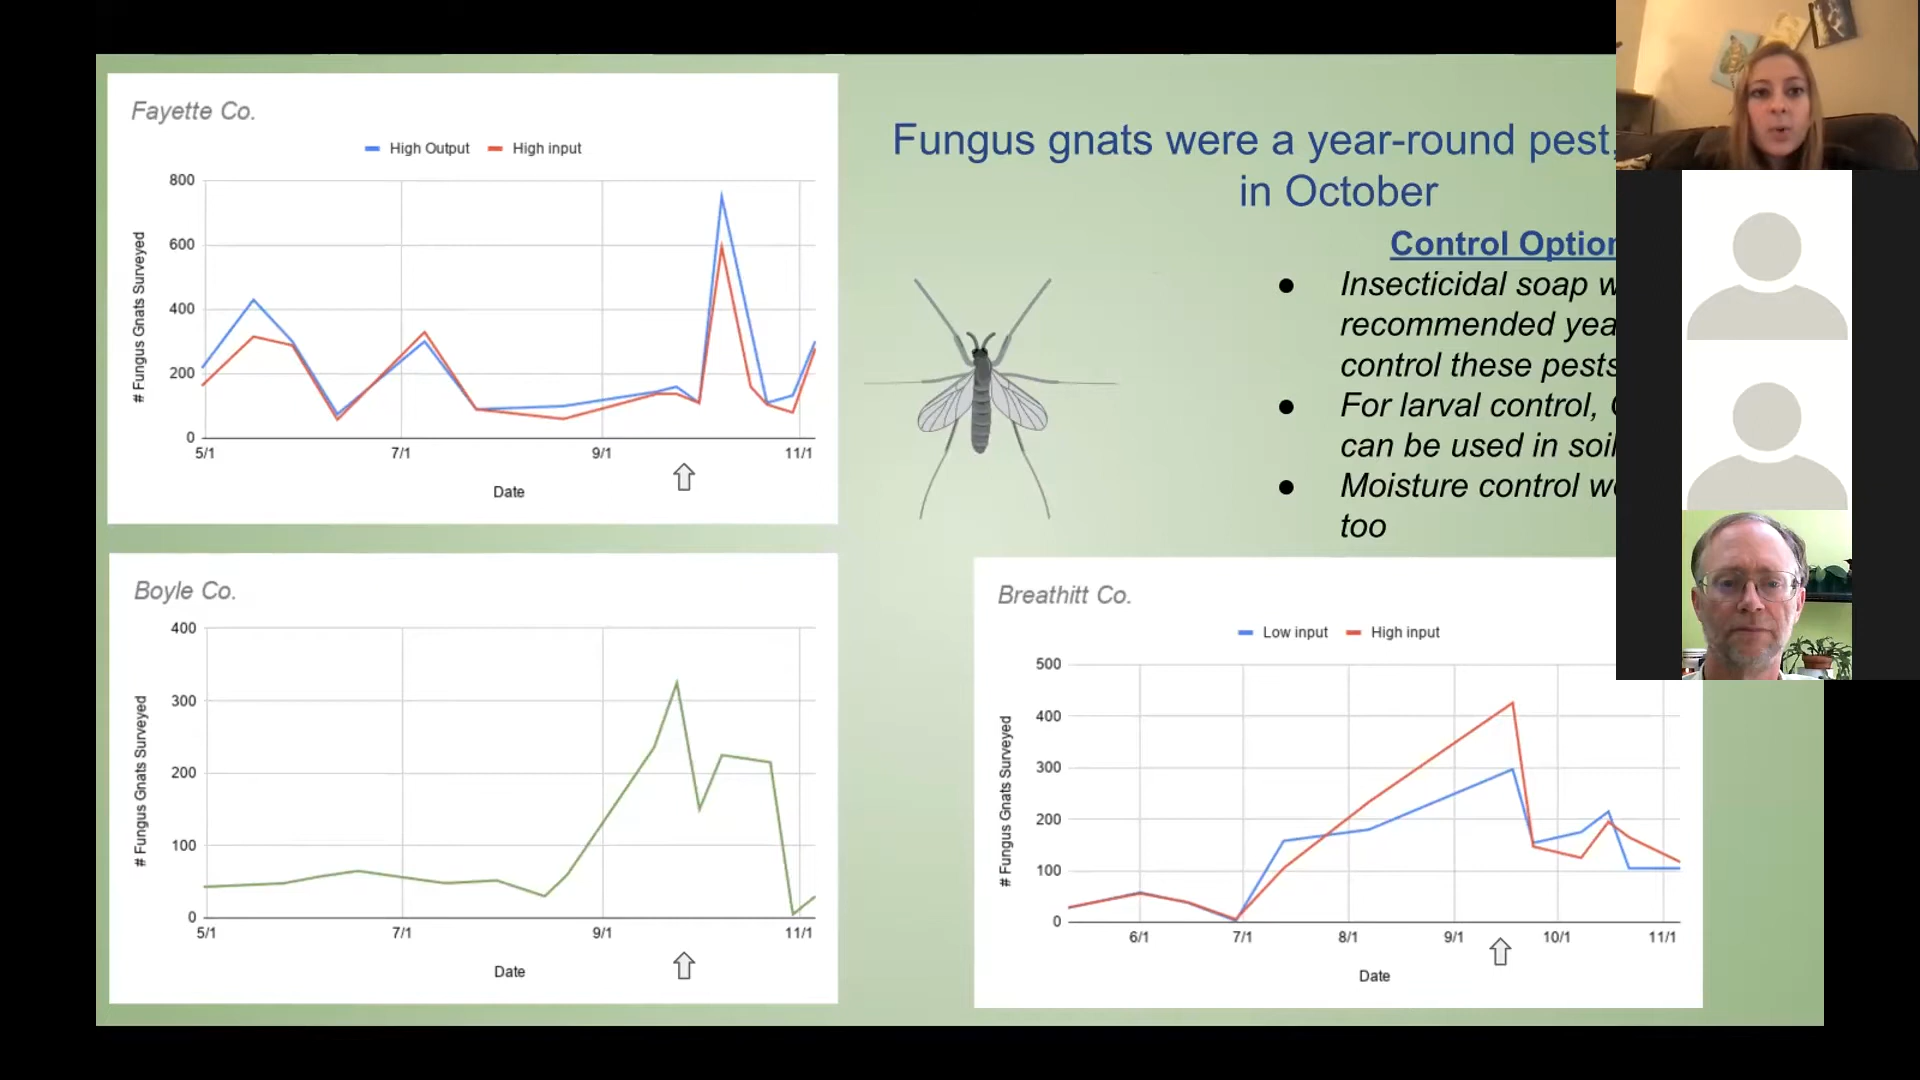 Fungus gnats were a year-round pest,
in October
Control
Insecticidal soap
recommended
control these pests
For larval control,
can be used in soil
Moisture control
too
Fayette Co.
High Output
High input
# Fungus Gnats Surveyed
800
600
400
200
0
5/1
7/1
9/1
11/1
Date
Boyle Co.
# Fungus Gnats Surveyed
400
300
200
100
0
5/1
7/1
9/1
11/1
Date
Breathitt Co.
Low input
High input
# Fungus Gnats Surveyed
500
400
300
200
100
0
6/1
7/1
8/1
9/1
10/1
11/1
Date